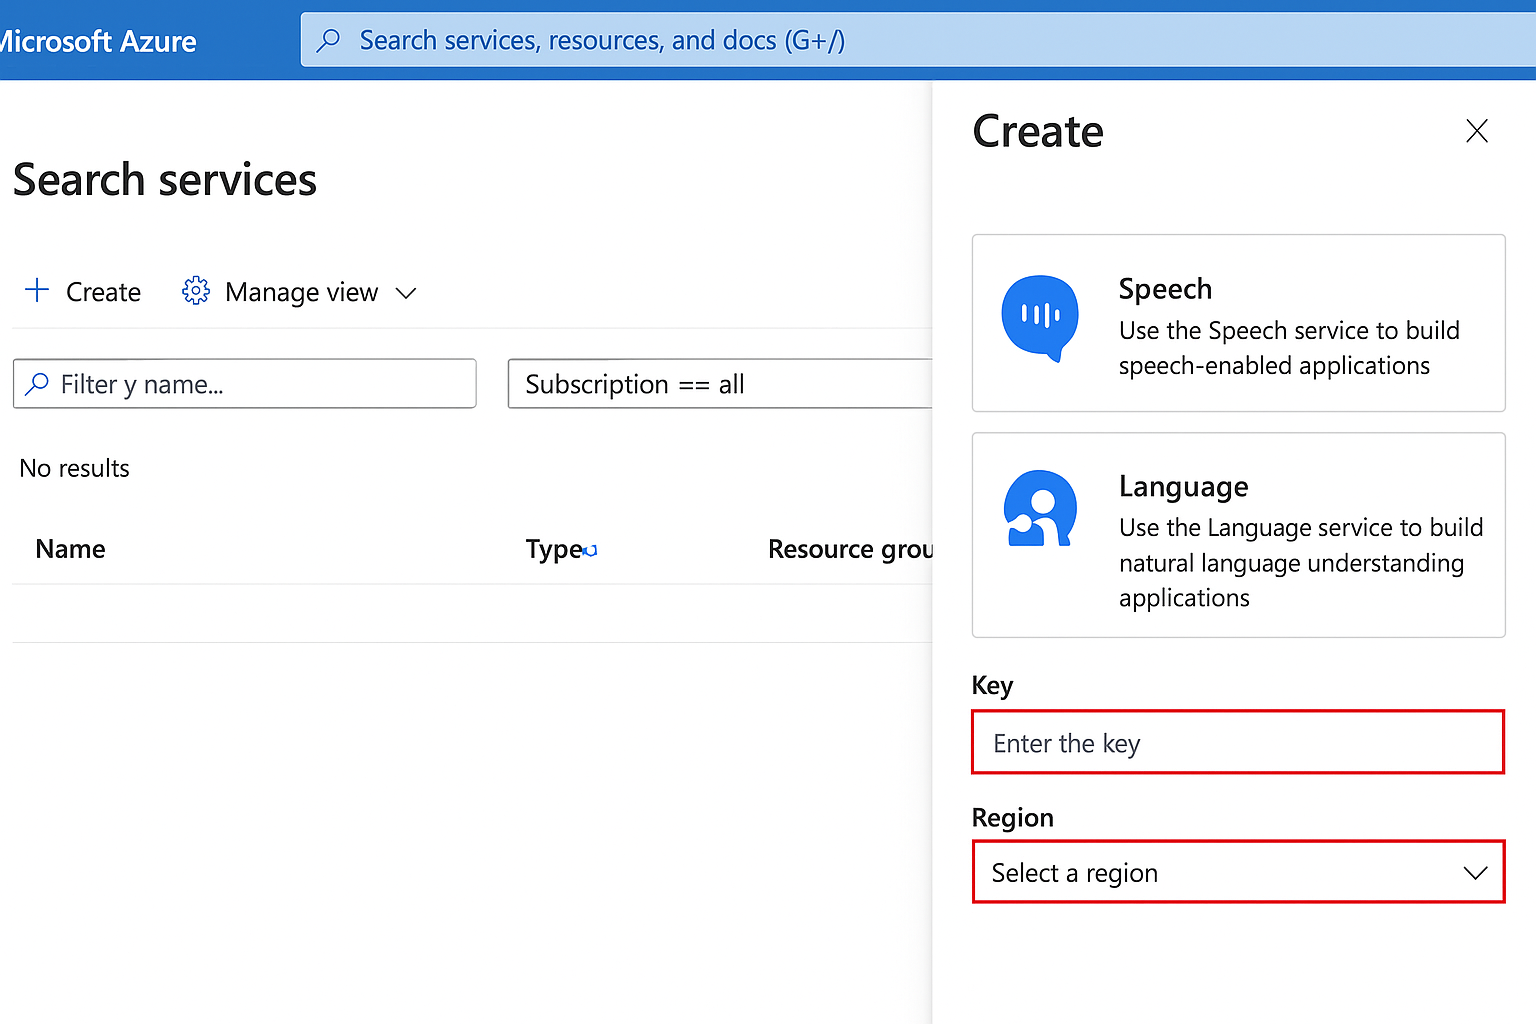 Microsoft Azure
Search services, resources, and docs (G+/)
Search services
Create
Manage view
Filter y name...
Subscription == all
No results
Name
Type
Resource grou
Create
Speech
Use the Speech service to build
speech-enabled applications
Language
Use the Language service to build
natural language understanding
applications
Key
Enter the key
Region
Select a region